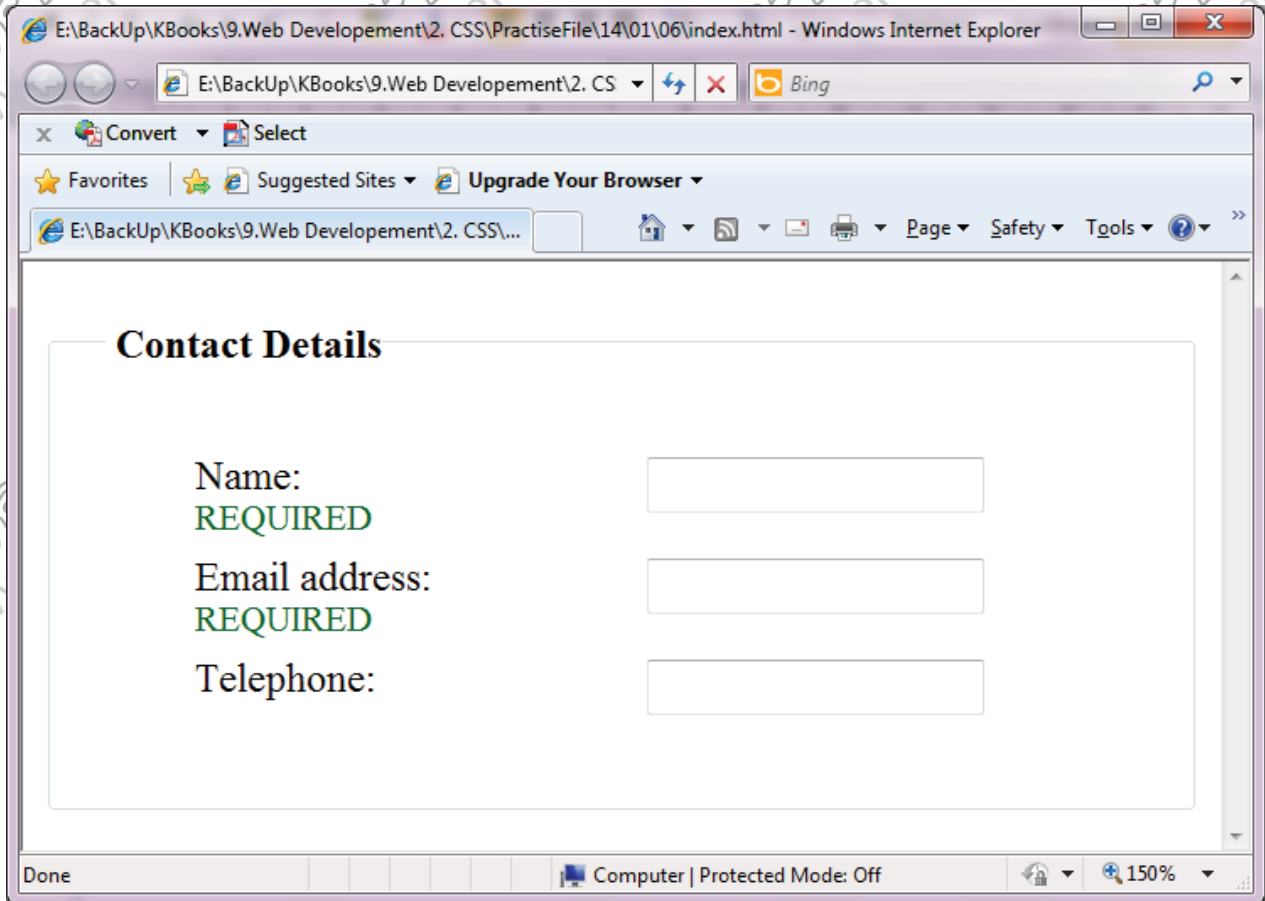 E:\BackUp\KBooks\9.Web Developement\2. CSS\PractiseFile\14\01\06\index.html - Windows Internet Explorer
E:\BackUp\KBooks\9.Web Developement\2. CS Bing
x Convert Select
Favorites Suggested Sites Upgrade Your Browser
E:\BackUp\KBooks\9.Web Developement\2. CSS\... Page Safety Tools »
Contact Details
Name:
REQUIRED
Email address:
REQUIRED
Telephone:
Done Computer | Protected Mode: Off 150%